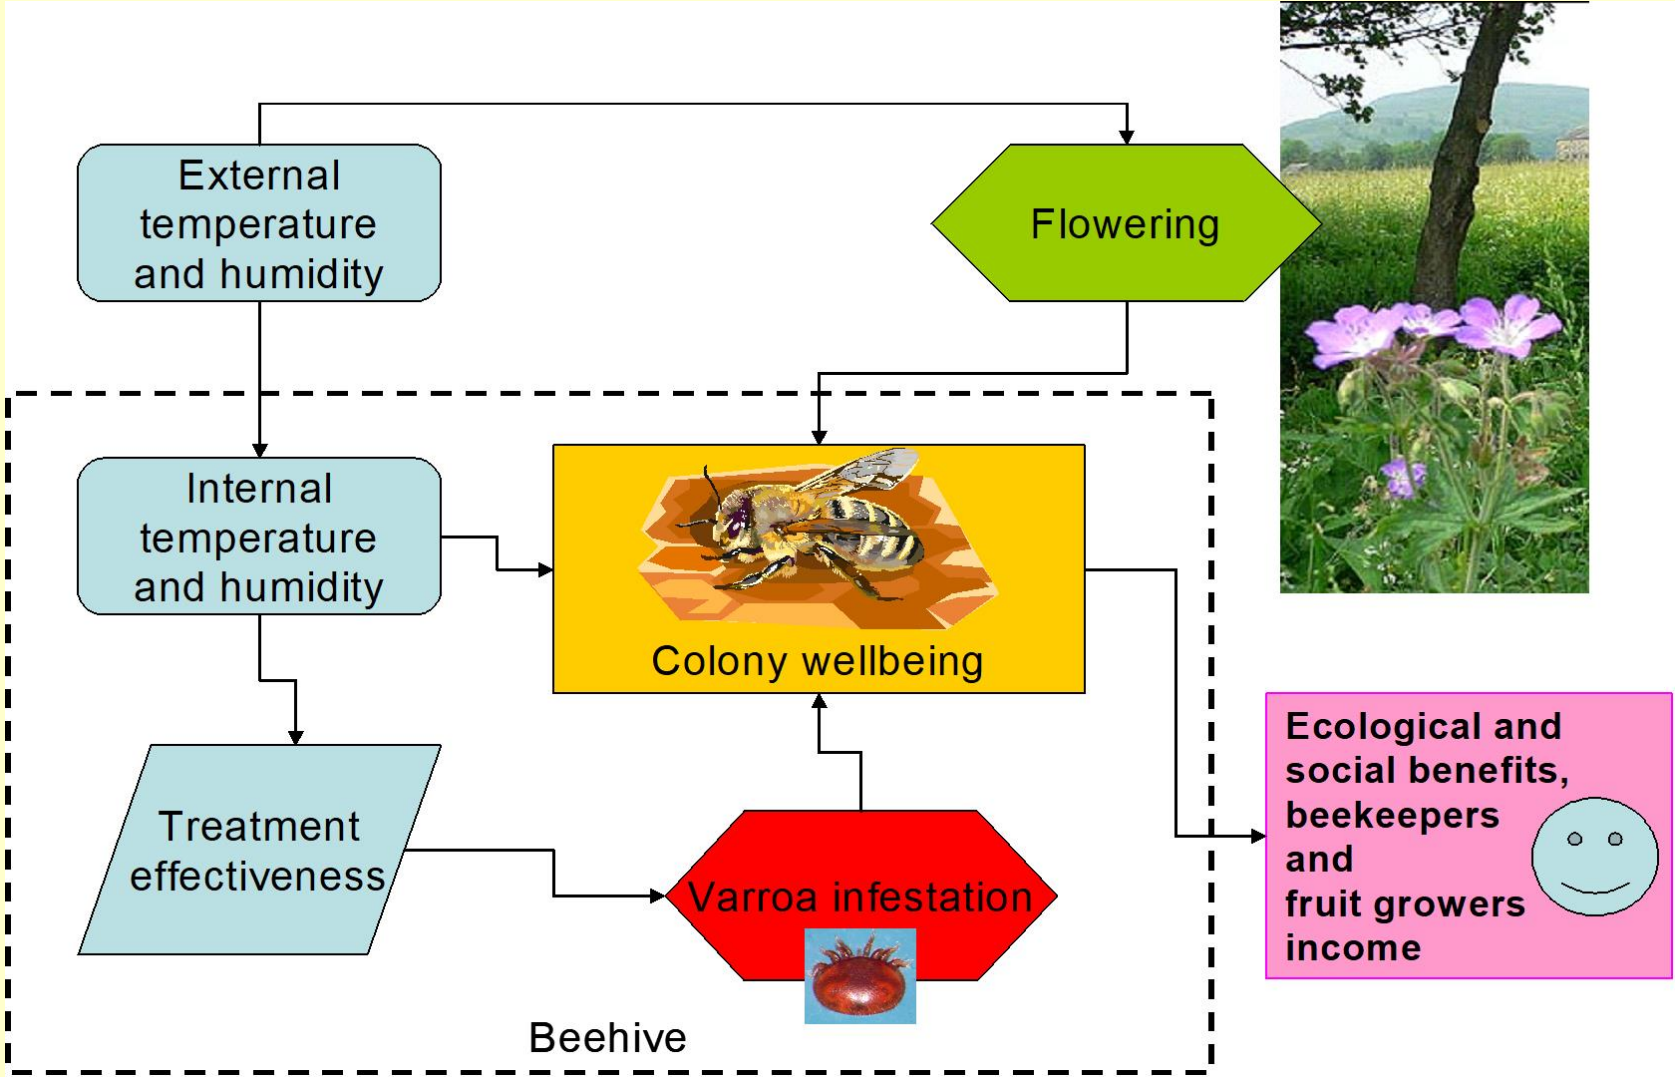 External
temperature
and humidity
Flowering
Internal
temperature
and humidity
Colony wellbeing
Treatment
effectiveness
Varroa infestation
Ecological and
social benefits,
beekeepers
and
fruit growers
income
Beehive